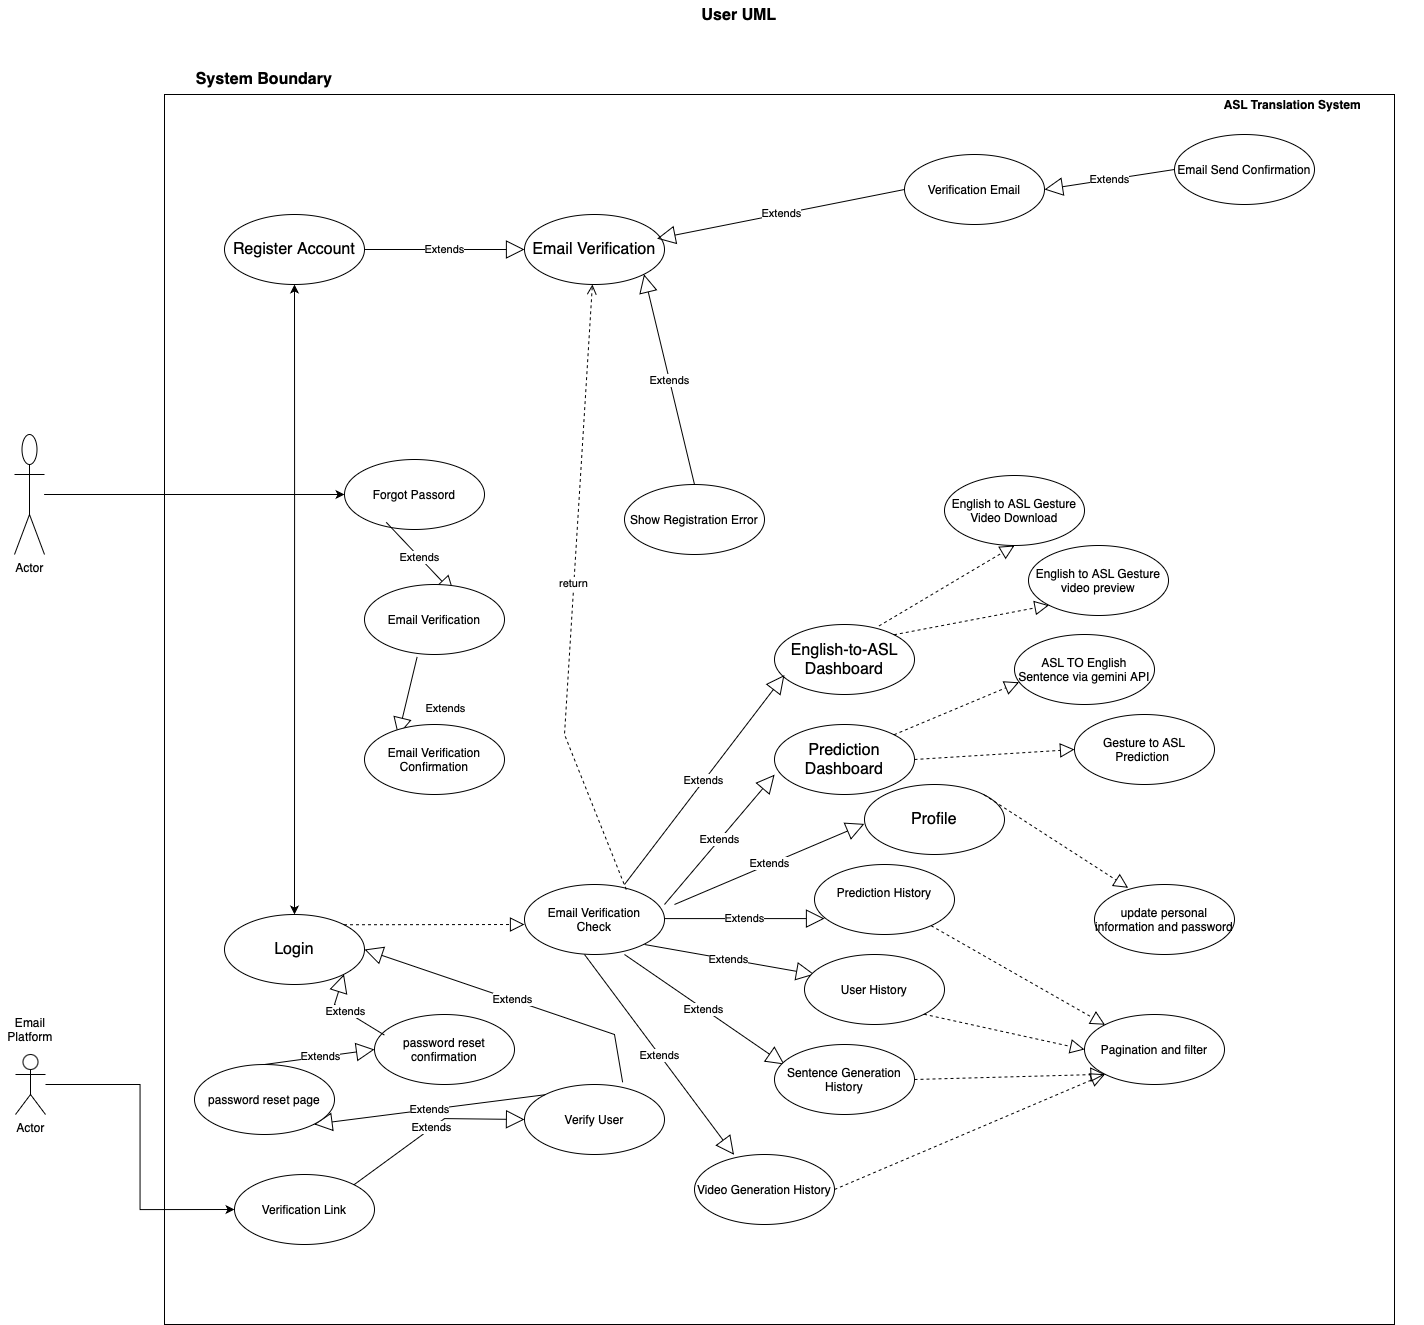 User UML
System Boundary
ASL Translation System
Email Send Confirmation
Extends
Verification Email
Extends
Register Account
Extends
Email Verification
Extends
Show Registration Error
Actor
Forgot Passord
Extends
Email Verification
Extends
Email Verification
Confirmation
return
English to ASL Gesture
Video Download
English to ASL Gesture
video preview
English-to-ASL
Dashboard
ASL TO English
Sentence via gemini API
Prediction
Dashboard
Gesture to ASL
Prediction
Extends
Extends
Profile
Extends
Prediction History
update personal
information and password
Email Verification
Check
Extends
Login
Extends
User History
Extends
Extends
Extends
Extends
Pagination and filter
Sentence Generation
History
Email
Platform
Actor
password reset
confirmation
Extends
password reset page
Extends
Extends
Verify User
Video Generation History
Verification Link